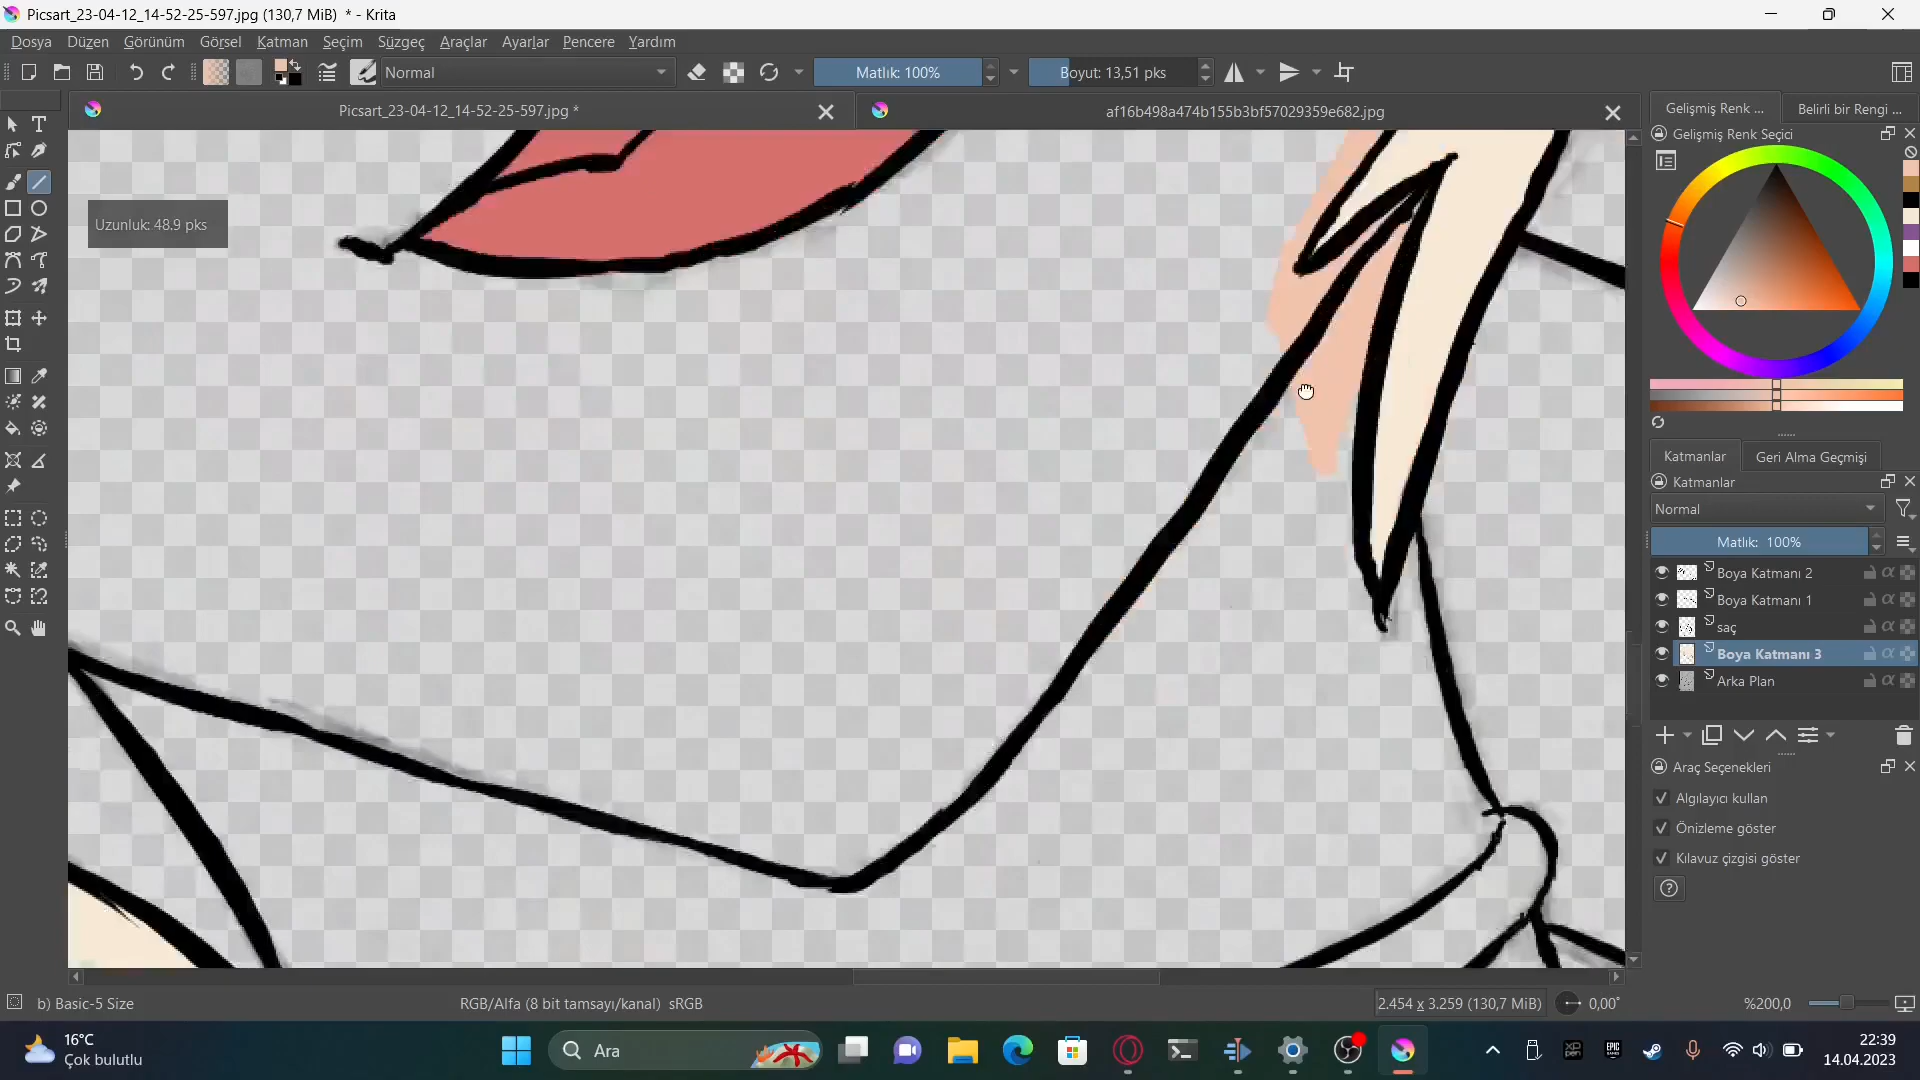 Picsart_23-04-12_14-52-25-597.jpg (130,7 MiB) * - Krita
Dosya Düzen Görünüm Görsel Katman Seçim Süzgeç Araçlar Ayarlar Pencere Yardım
Normal
Matlık: 100%
Boyut: 13,51 pks
Picsart_23-04-12_14-52-25-597.jpg *
af16b498a474b155b3bf57029359e682.jpg
Gelişmiş Renk ...
Belirli bir Rengi ...
Gelişmiş Renk Seçici
Uzunluk: 48.9 pks
Katmanlar
Geri Alma Geçmişi
Katmanlar
Normal
Matlık: 100%
Boya Katmanı 2
Boya Katmanı 1
saç
Boya Katmanı 3
Arka Plan
Araç Seçenekleri
Algılayıcı kullan
Önizleme göster
Kılavuz çizgisi göster
b) Basic-5 Size
RGB/Alfa (8 bit tamsayı/kanal) sRGB
2.454 x 3.259 (130,7 MiB)
0,00°
%200,0
16°C
Çok bulutlu
Ara
22:39
14.04.2023